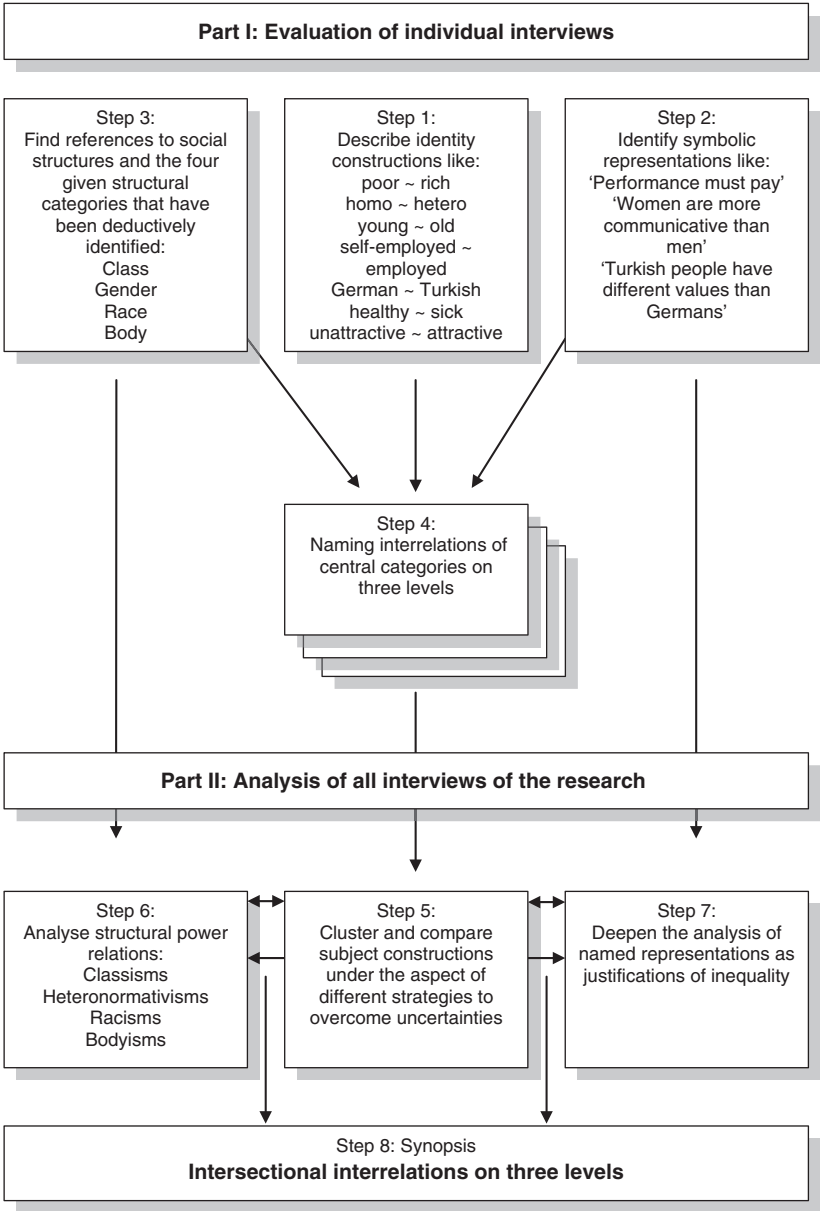 Part I: Evaluation of individual interviews
Step 3:
Find references to social
structures and the four
given structural
categories that have
been deductively
identified:
Class
Gender
Race
Body
Step 1:
Describe identity
constructions like:
poor ~ rich
homo ~ hetero
young ~ old
self-employed ~
employed
German ~ Turkish
healthy ~ sick
unattractive ~ attractive
Step 2:
Identify symbolic
representations like:
‘Performance must pay’
‘Women are more
communicative than
men’
‘Turkish people have
different values than
Germans’
Step 4:
Naming interrelations of
central categories on
three levels
Part II: Analysis of all interviews of the research
Step 6:
Analyse structural power
relations:
Classisms
Heteronormativisms
Racisms
Bodyisms
Step 5:
Cluster and compare
subject constructions
under the aspect of
different strategies to
overcome uncertainties
Step 7:
Deepen the analysis of
named representations as
justifications of inequality
Step 8: Synopsis
Intersectional interrelations on three levels